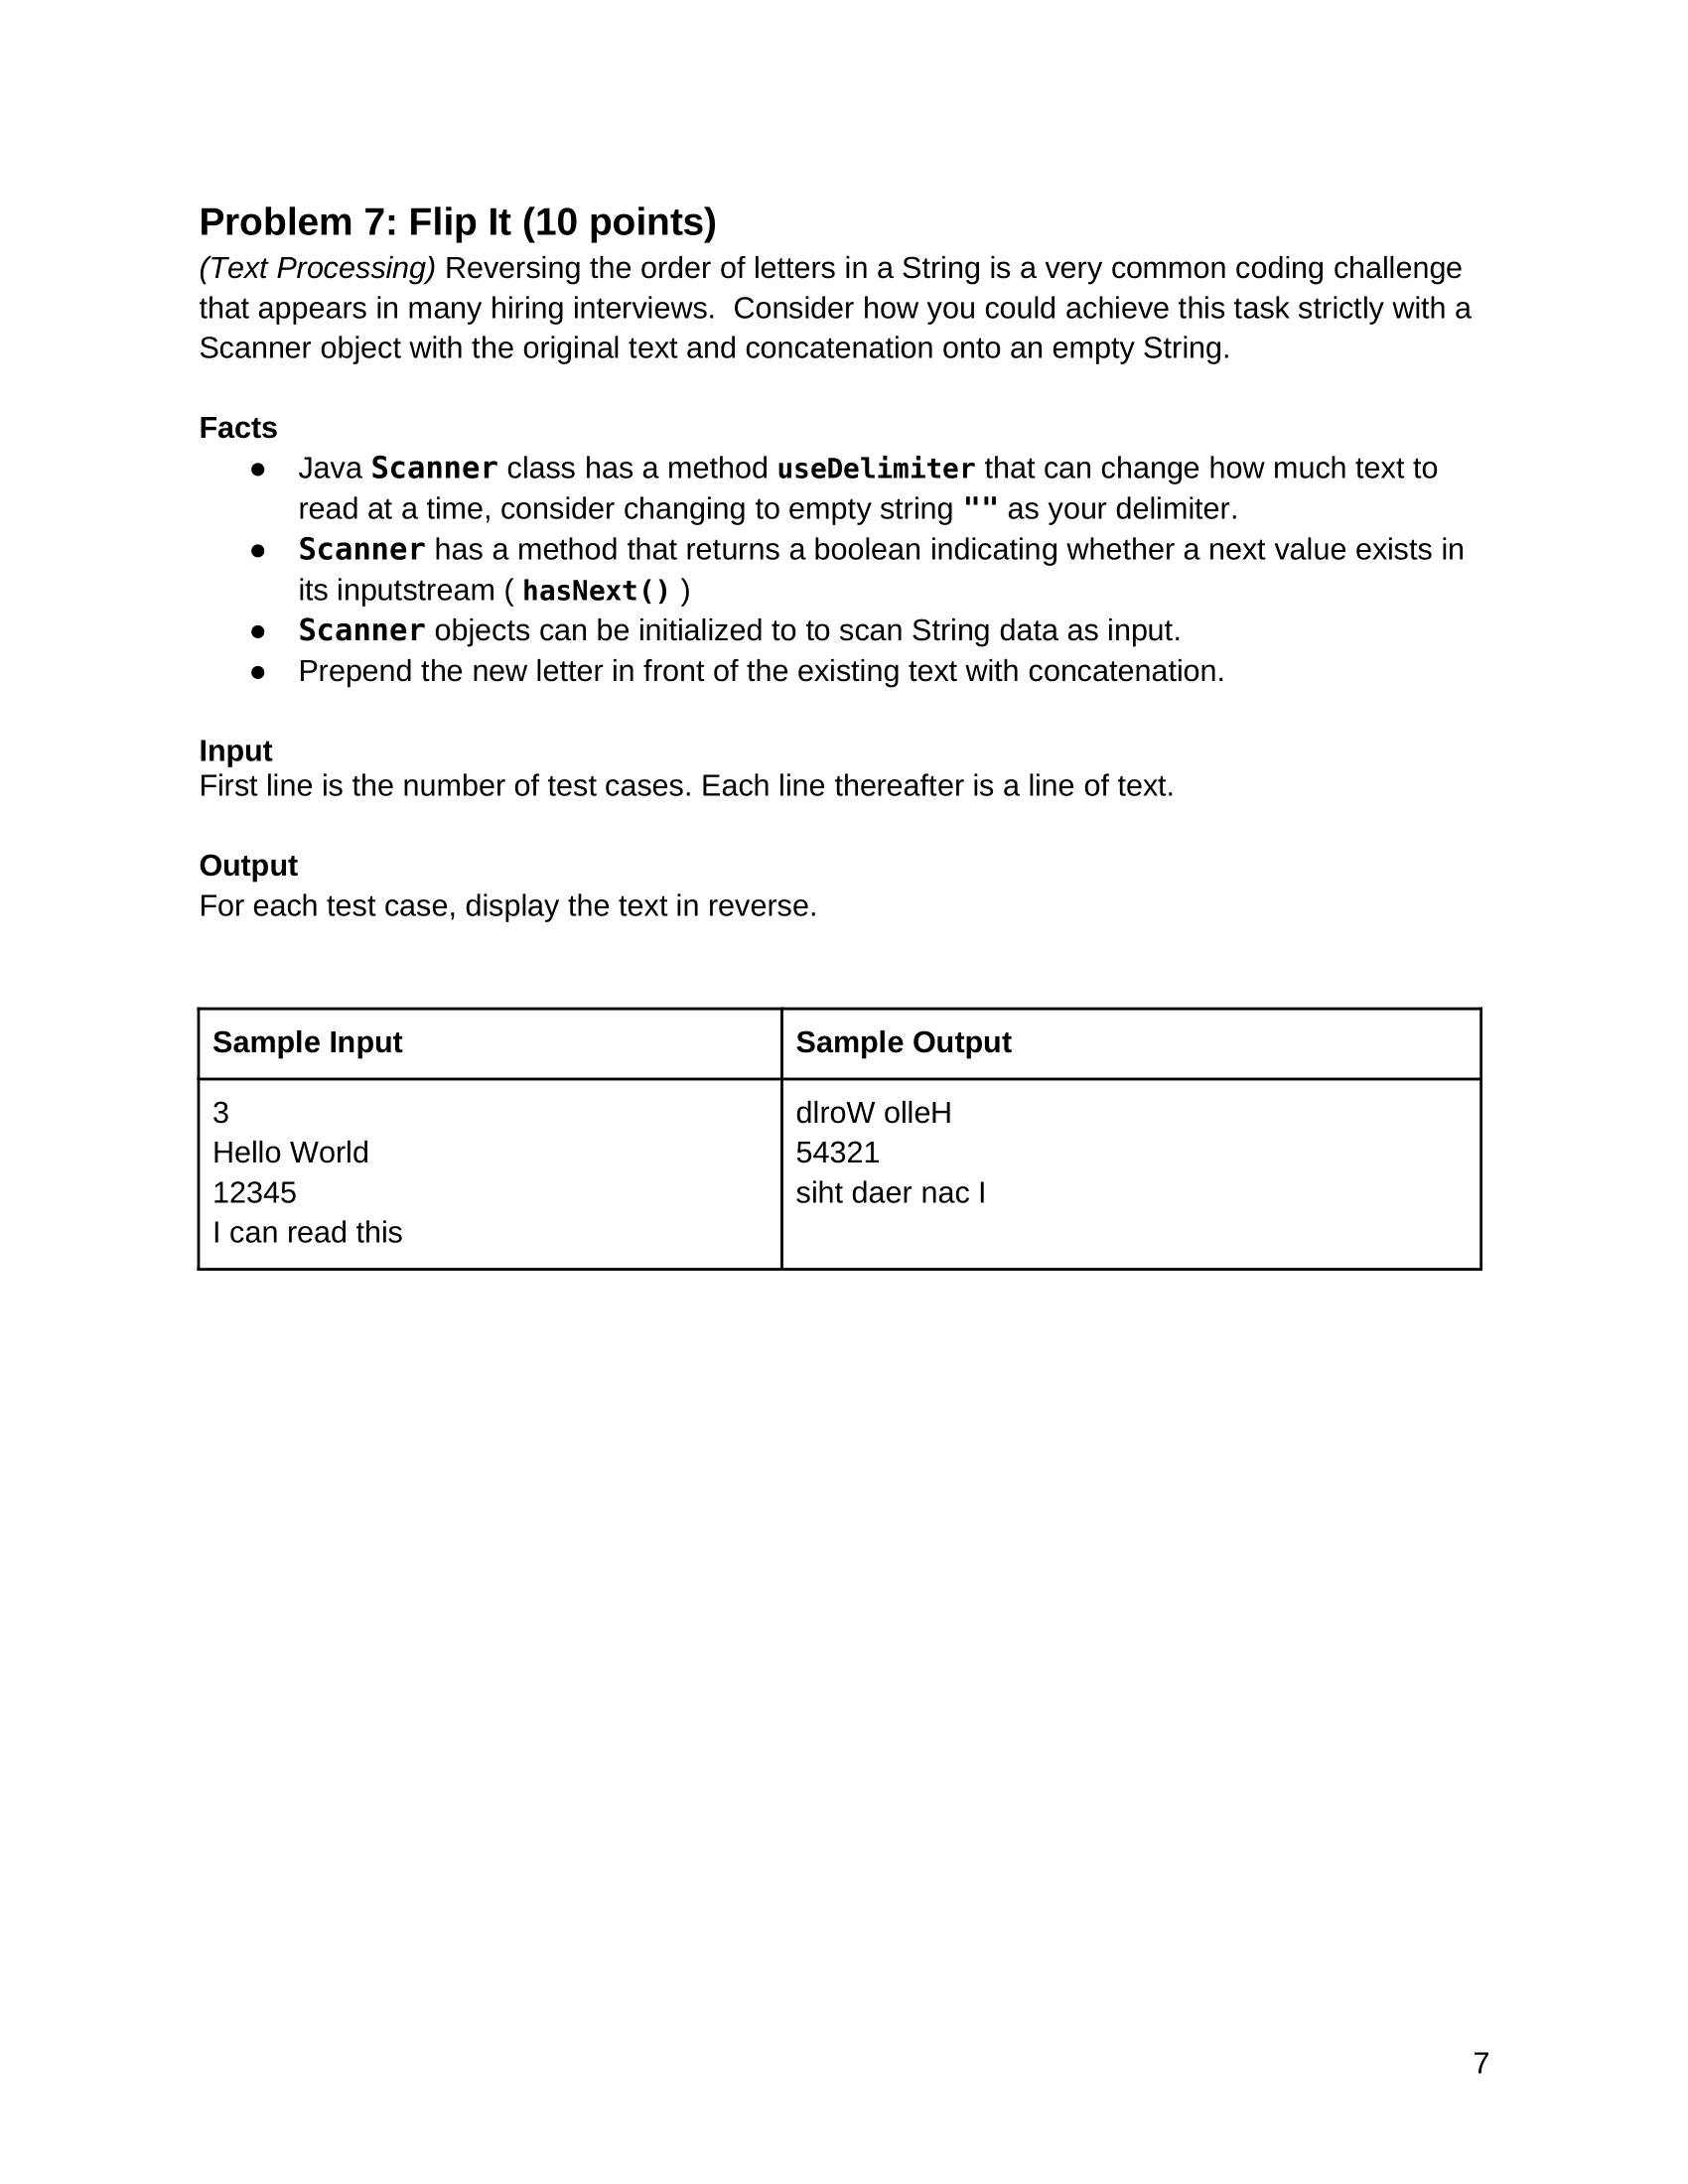 Problem 7: Flip It (10 points)
(Text Processing) Reversing the order of letters in a String is a very common coding challenge
that appears in many hiring interviews.  Consider how you could achieve this task strictly with a
Scanner object with the original text and concatenation onto an empty String.
Facts
● Java Scanner class has a method useDelimiter that can change how much text to
read at a time, consider changing to empty string "" as your delimiter.
● Scanner has a method that returns a boolean indicating whether a next value exists in
its inputstream ( hasNext() )
● Scanner objects can be initialized to to scan String data as input.
● Prepend the new letter in front of the existing text with concatenation.
Input
First line is the number of test cases. Each line thereafter is a line of text.
Output
For each test case, display the text in reverse.
Sample Input
Sample Output
3
Hello World
12345
I can read this
dlroW olleH
54321
siht daer nac I
7